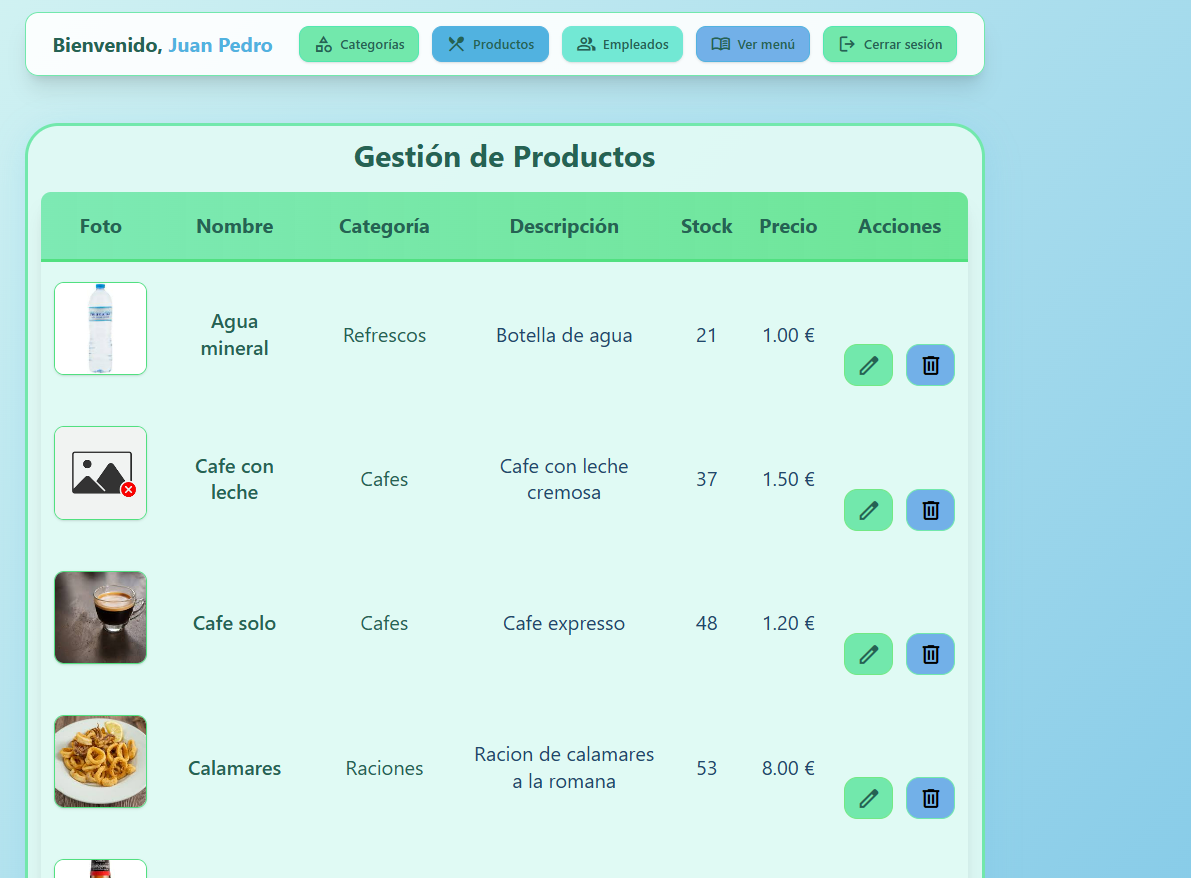 Bienvenido, Juan Pedro
Categorías
Productos
Empleados
Ver menú
Cerrar sesión
Gestión de Productos
Foto Nombre Categoría Descripción Stock Precio Acciones
Agua
mineral
Refrescos
Botella de agua
21
1.00 €
Cafe con
leche
Cafes
Cafe con leche
cremosa
37
1.50 €
Cafe solo
Cafes
Cafe expresso
48
1.20 €
Calamares
Raciones
Racion de calamares
a la romana
53
8.00 €